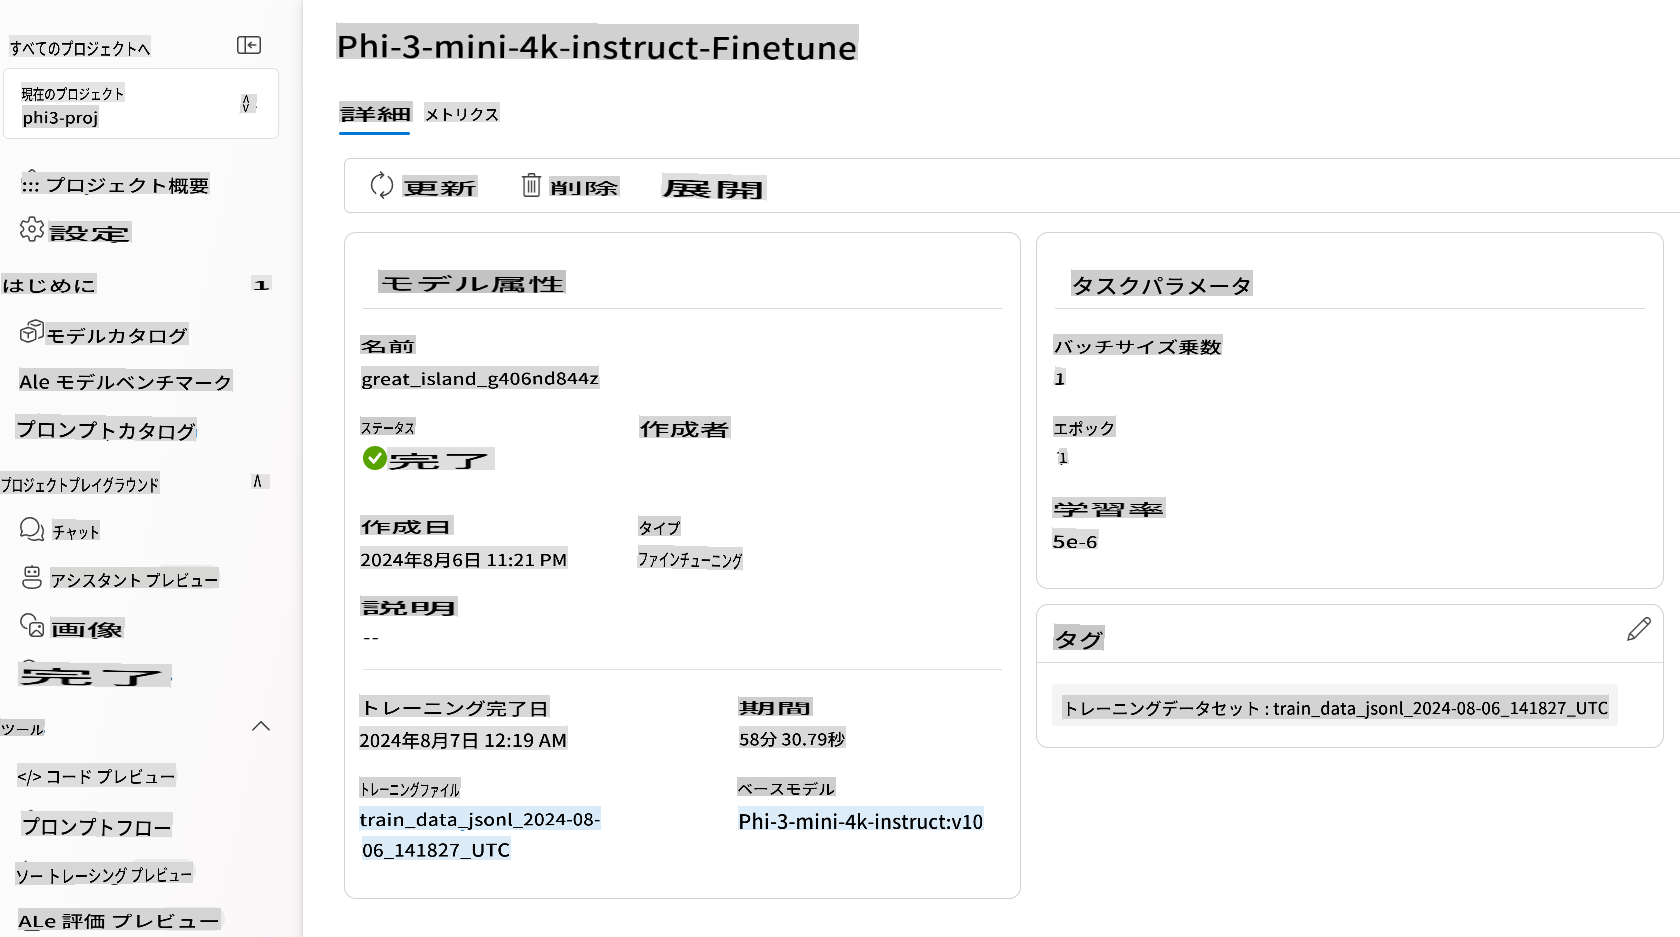 すべてのプロジェクトへ
現在のプロジェクト
phi3-proj
::: プロジェクト概要
設定
はじめに 1
モデルカタログ
Ale モデルベンチマーク
プロンプトカタログ
プロジェクトプレイグラウンド
チャット
アシスタント プレビュー
画像
完了
ツール
</> コード プレビュー
プロンプトフロー
ソー トレーシング プレビュー
ALe 評価 プレビュー
Phi-3-mini-4k-instruct-Finetune
詳細 メトリクス
更新 削除 展開
モデル属性
名前
great_island_g406nd844z
ステータス 作成者
完了
作成日 タイプ
2024年8月6日 11:21 PM ファインチューニング
説明
--
トレーニング完了日 期間
2024年8月7日 12:19 AM 58分 30.79秒
トレーニングファイル ベースモデル
train_data_jsonl_2024-08- Phi-3-mini-4k-instruct:v10
06_141827_UTC
タスクパラメータ
バッチサイズ乗数
1
エポック
1
学習率
5e-6
タグ
トレーニングデータセット : train_data_jsonl_2024-08-06_141827_UTC